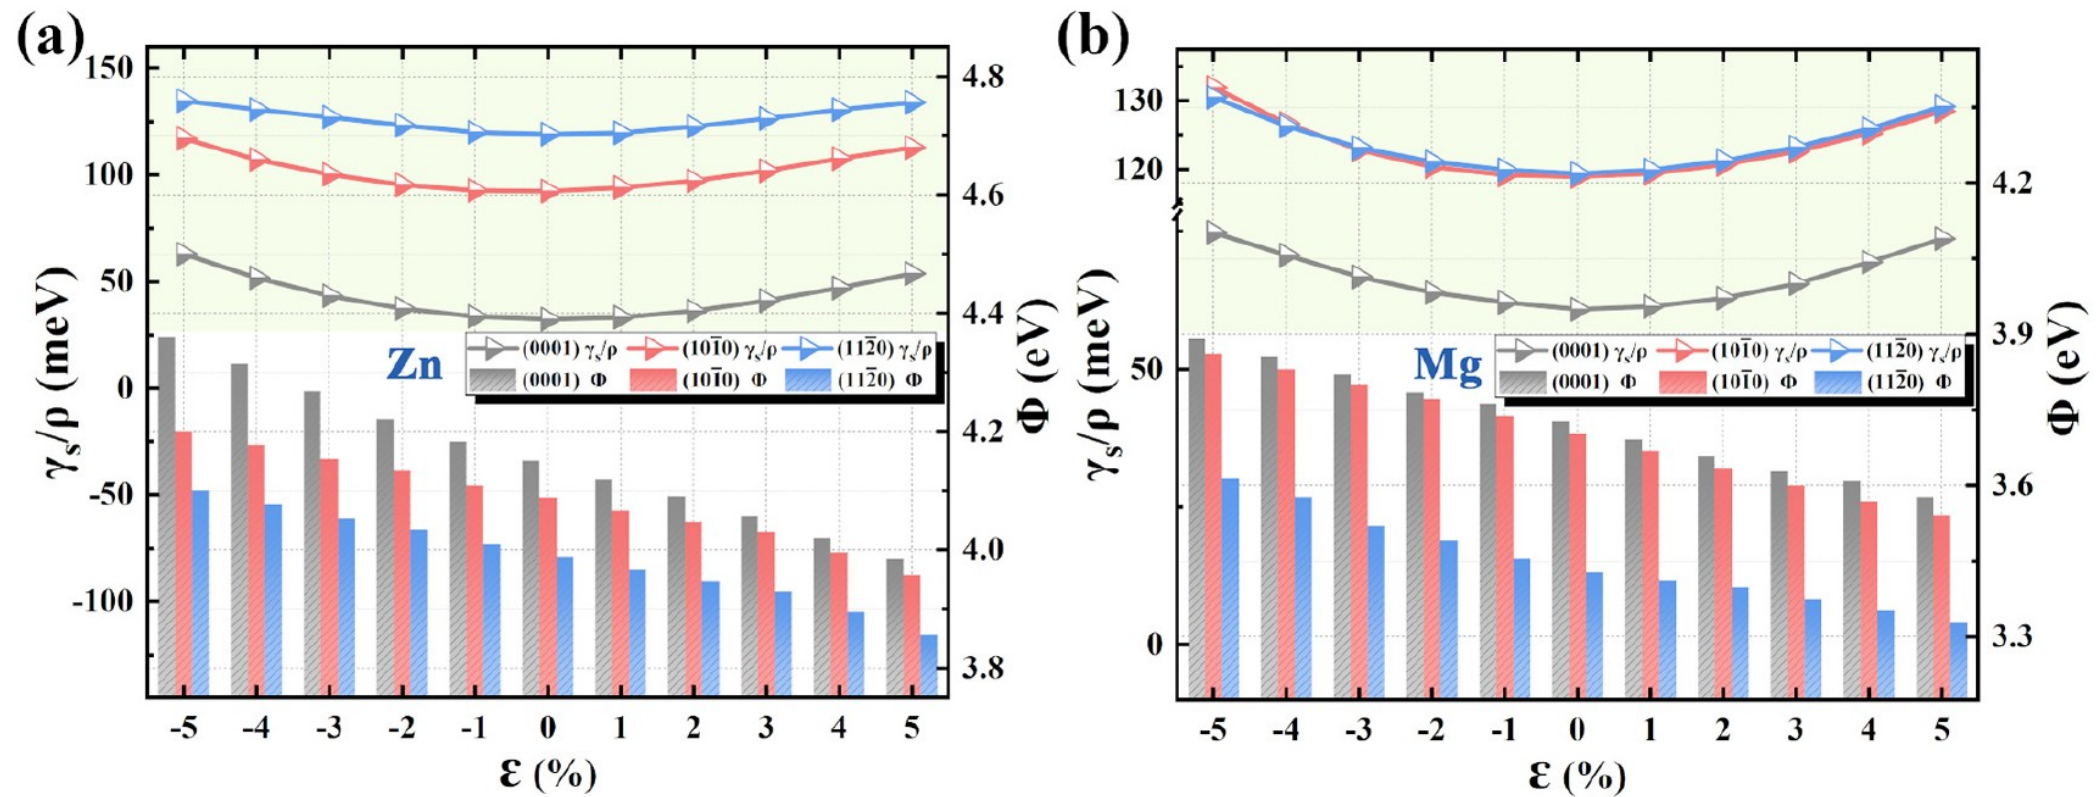 (a)
150
100
50
0
-50
-100
γs/ρ (meV)
4.8
4.6
4.4
4.2
4.0
3.8
Φ (eV)
Zn
(0001) γs/ρ (101̅0) γs/ρ (112̅0) γs/ρ
(0001) Φ (101̅0) Φ (112̅0) Φ
-5 -4 -3 -2 -1 0 1 2 3 4 5
ε (%)
(b)
130
120
50
0
γs/ρ (meV)
4.2
3.9
3.6
3.3
Φ (eV)
Mg
(0001) γs/ρ (101̅0) γs/ρ (112̅0) γs/ρ
(0001) Φ (101̅0) Φ (112̅0) Φ
-5 -4 -3 -2 -1 0 1 2 3 4 5
ε (%)